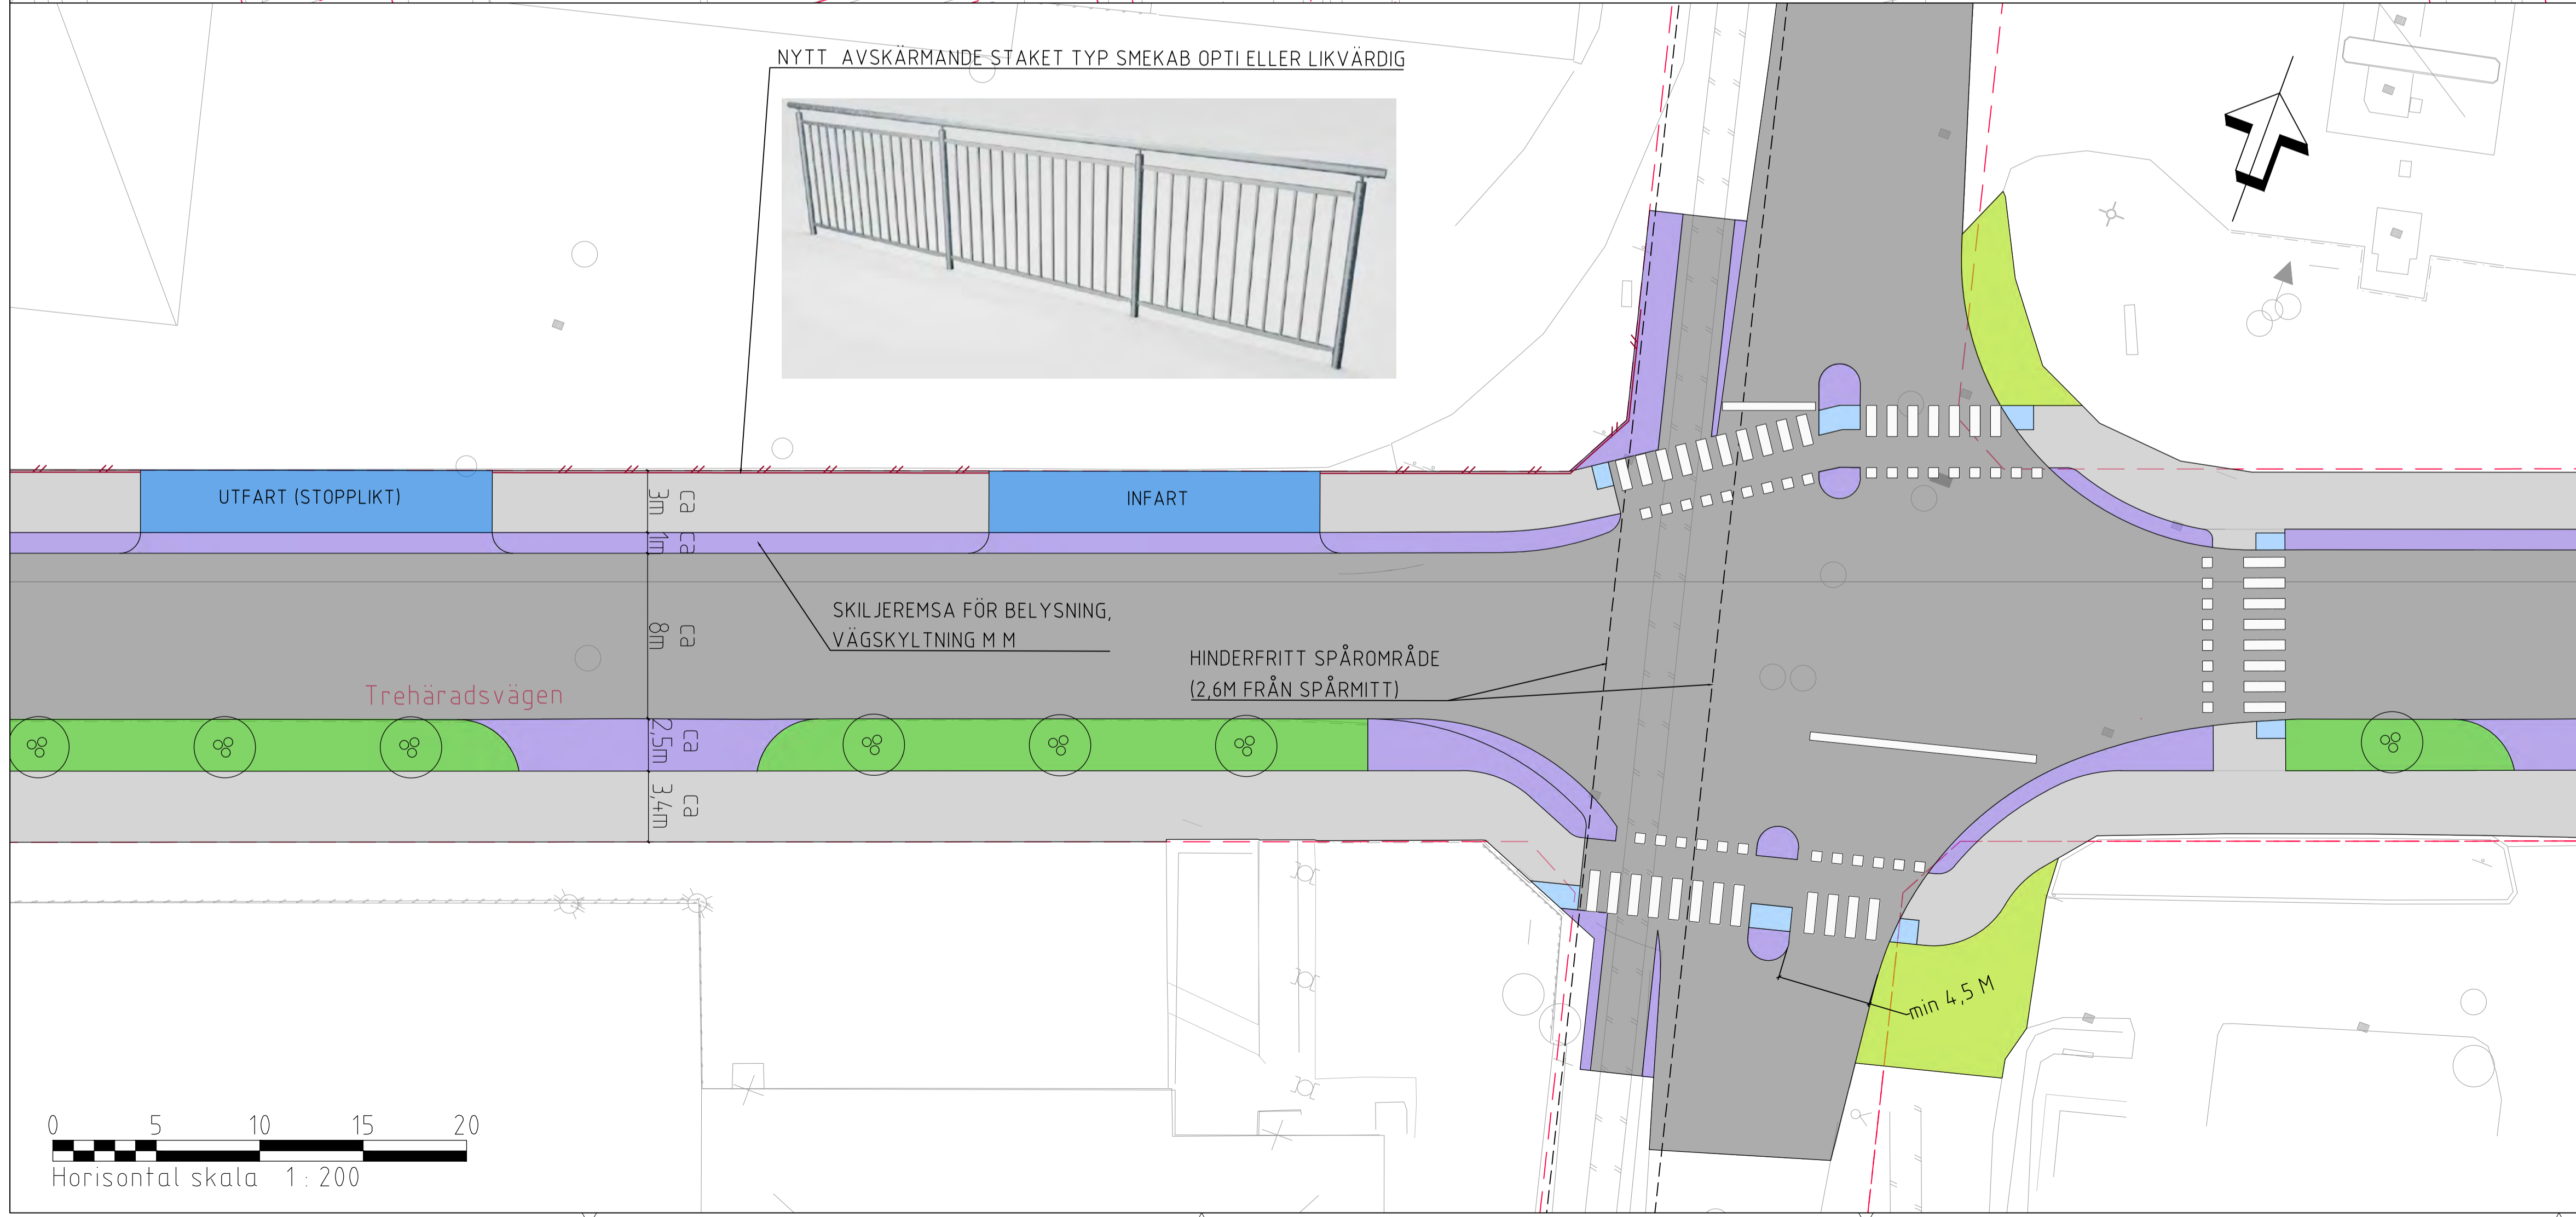 NYTT AVSKÄRMANDE STAKET TYP SMEKAB OPTI ELLER LIKVÄRDIG
UTFART (STOPPLIKT)
INFART
ca
3m
ca
1m
ca
8m
SKILJEREMSA FÖR BELYSNING,
VÄGSKYLTNING M M
HINDERFRITT SPÅROMRÅDE
(2,6M FRÅN SPÅRMITT)
Trehäradsvägen
ca
2,5m
ca
3,4m
min 4,5 M
0 5 10 15 20
Horisontal skala 1 : 200